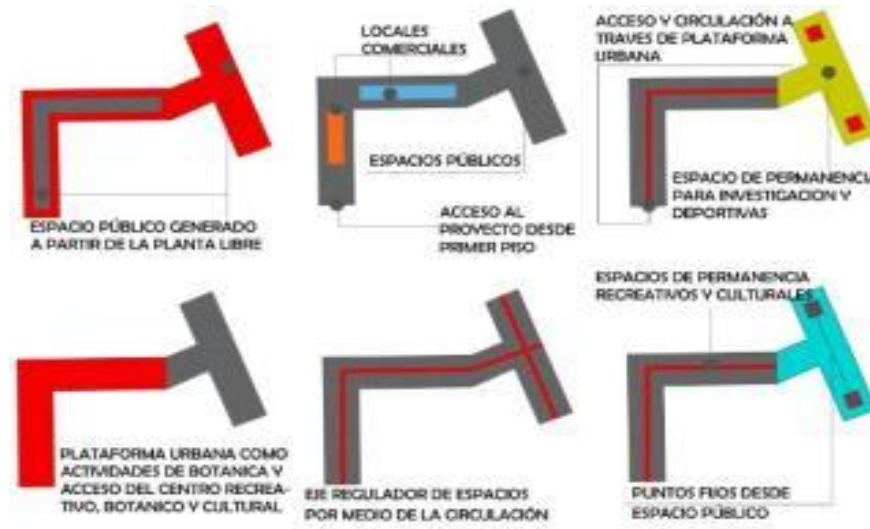 LOCALES
COMERCIALES
ACCESO Y CIRCULACIÓN A
TRAVES DE PLATAFORMA
URBANA
ESPACIOS PÚBLICOS
ESPACIO PÚBLICO GENERADO
A PARTIR DE LA PLANTA LIBRE
ACCESO AL
PROYECTO DESDE
PRIMER PISO
ESPACIO DE PERMANENCIA
PARA INVESTIGACION Y
DEPORTIVAS
ESPACIOS DE PERMANENCIA
RECREATIVOS Y CULTURALES
PLATAFORMA URBANA COMO
ACTIVIDADES DE BOTANICA Y
ACCESO DEL CENTRO RECREA-
TIVO, BOTANICO Y CULTURAL
EJE REGULADOR DE ESPACIOS
POR MEDIO DE LA CIRCULACIÓN
PUNTOS FIJOS DESDE
ESPACIO PÚBLICO